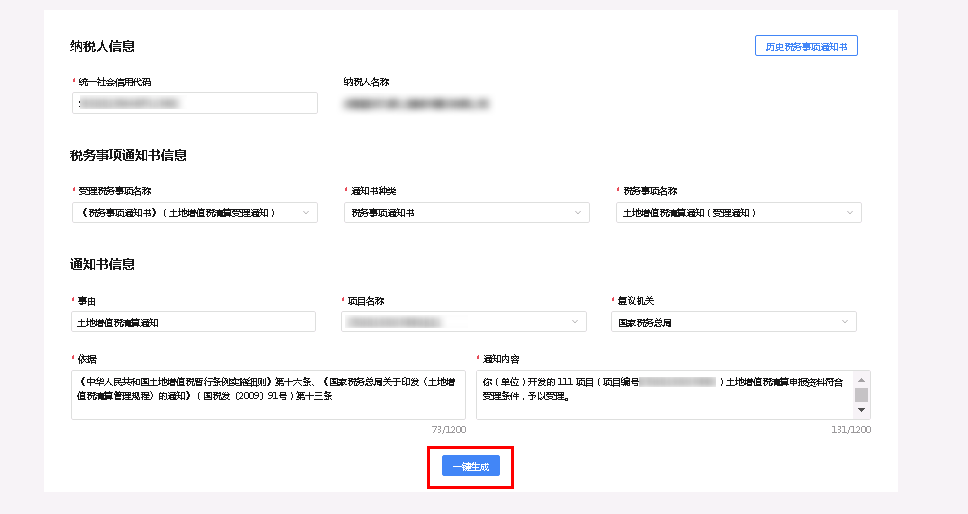 纳税人信息
历史税务事项通知书
* 统一社会信用代码
纳税人名称
税务事项通知书信息
* 受理税务事项名称
* 通知书种类
* 税务事项名称
《税务事项通知书》（土地增值税清算受理通知）
税务事项通知书
土地增值税清算通知（受理通知）
通知书信息
* 事由
* 项目名称
* 复议机关
土地增值税清算通知
国家税务总局
* 依据
* 通知内容
《中华人民共和国土地增值税暂行条例实施细则》第十六条、《国家税务总局关于印发〈土地增
值税清算管理规程〉的通知》（国税发〔2009〕91号）第十三条
你（单位）开发的 111 项目（项目编号 ）土地增值税清算申报资料符合
受理条件，予以受理。
73/1200
131/1200
一键生成